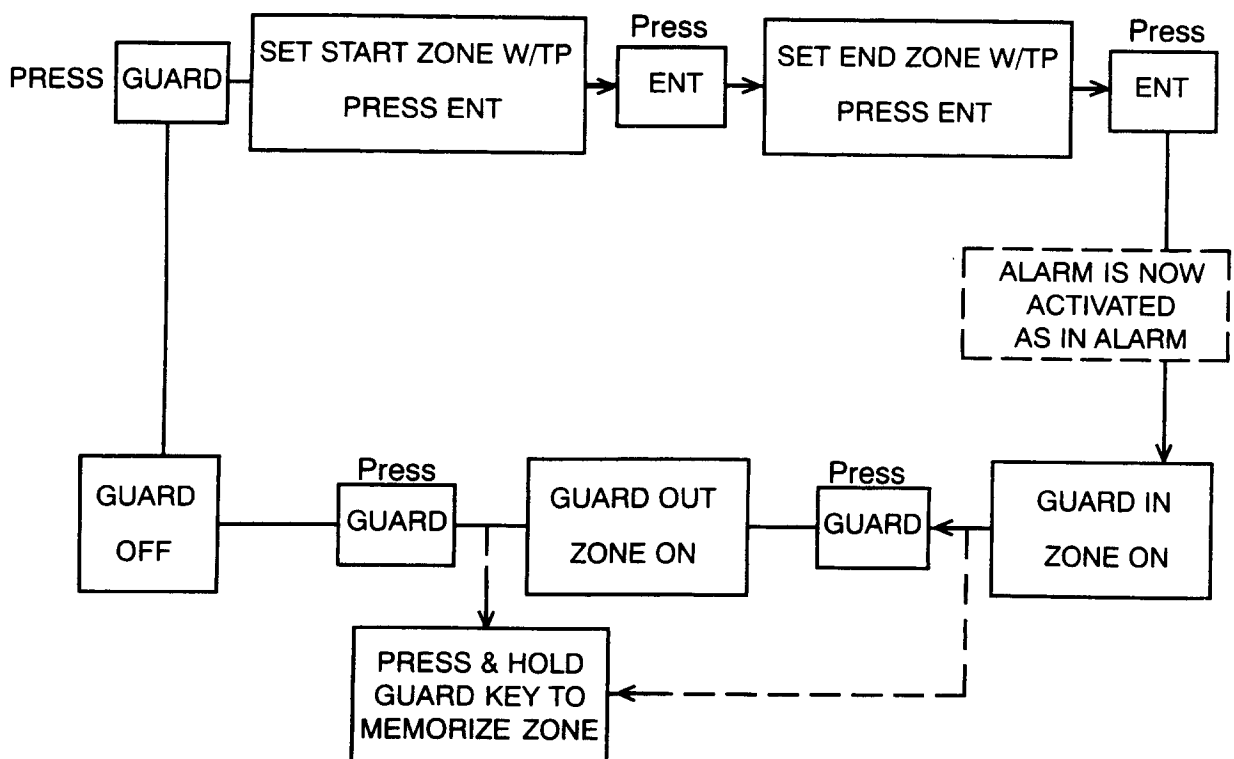 PRESS
GUARD
SET START ZONE W/TP
PRESS ENT
Press
ENT
SET END ZONE W/TP
PRESS ENT
Press
ENT
ALARM IS NOW
ACTIVATED
AS IN ALARM
GUARD IN
ZONE ON
Press
GUARD
GUARD OUT
ZONE ON
Press
GUARD
GUARD
OFF
PRESS & HOLD
GUARD KEY TO
MEMORIZE ZONE